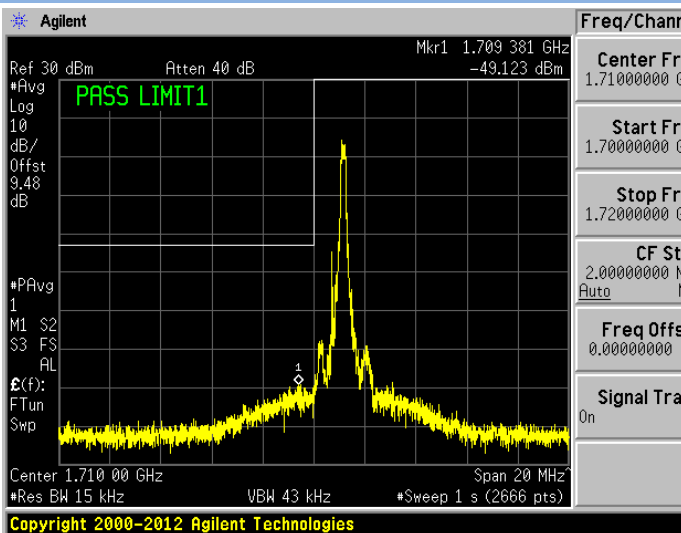 Agilent
Freq/Chann
Mkr1 1.709 381 GHz
Ref 30 dBm Atten 40 dB -49.123 dBm
#Avg
Log
10
dB/
Offst
9.48
dB
PASS LIMIT1
#PAvg
1
M1 S2
S3 FS
AL
£(f):
FTun
Swp
1
Center 1.710 00 GHz Span 20 MHz^
#Res BW 15 kHz VBW 43 kHz #Sweep 1 s (2666 pts)
Copyright 2000-2012 Agilent Technologies
Center Fr
1.71000000 G
Start Fr
1.70000000 G
Stop Fr
1.72000000 G
CF St
2.00000000 M
Auto
Freq Offs
0.00000000
Signal Tra
On